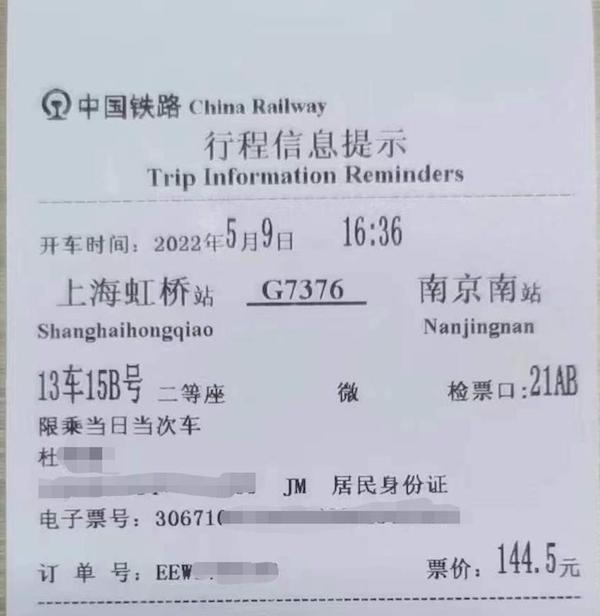 中国铁路 China Railway
行程信息提示
Trip Information Reminders
开车时间: 2022年5月9日 16:36
上海虹桥站 G7376 南京南站
Shanghaihongqiao Nanjingnan
13车15B号 二等座 微 检票口:21AB
限乘当日当次车
杜
JM 居民身份证
电子票号: 306710
订单号: EEW 票价: 144.5元